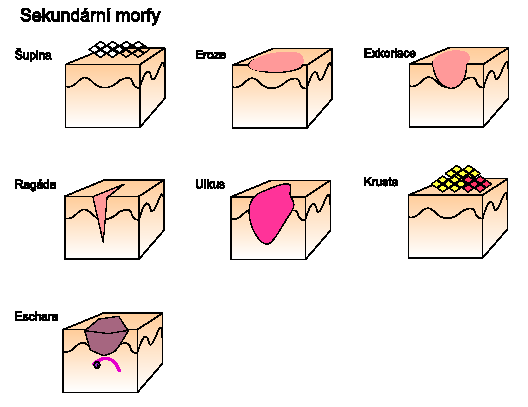 Sekundární morfy
Šupina
Eroze
Exkoriace
Ragáda
Ulkus
Krusta
Eschara